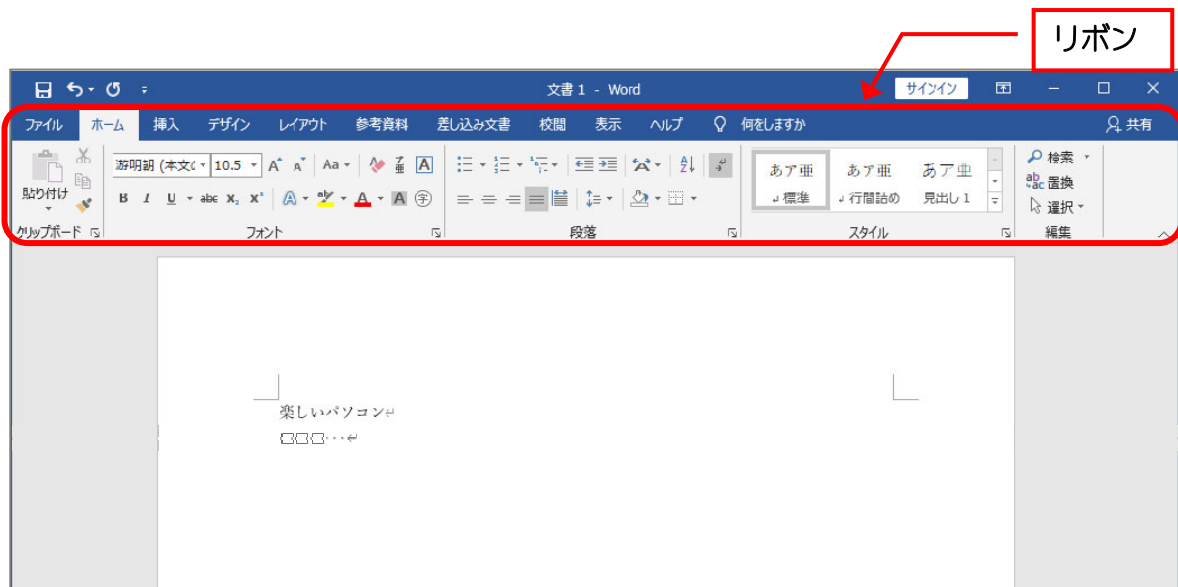 リボン
文書 1 - Word サインイン
ファイル ホーム 挿入 デザイン レイアウト 参考資料 差し込み文書 校閲 表示 ヘルプ 何をしますか 共有
游明朝 (本文( 10.5 A A Aa ア亜 A あア亜 あア亜 あア亜 検索
貼り付け B I U abc X₂ X² A aby A A 字 ↲標準 ↲行間詰め 見出し 1 置換
選択
クリップボード フォント 段落 スタイル 編集
楽しいパソコン↵
□□□···↵